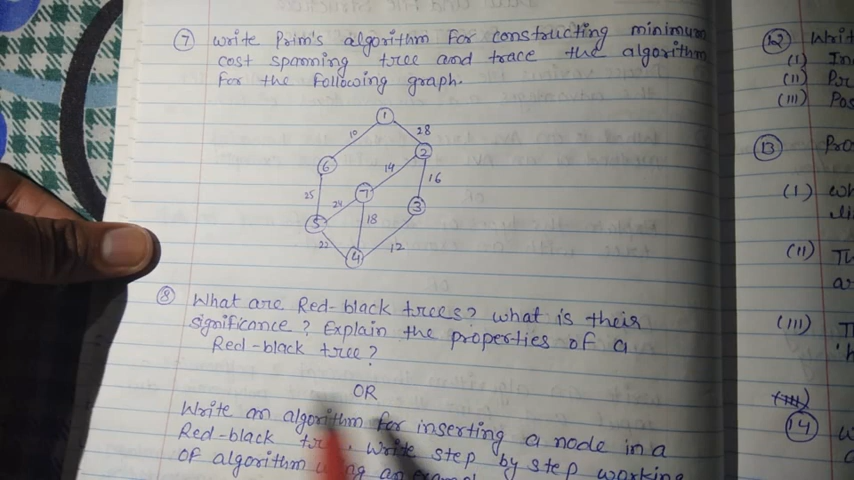 ⑦ Write Prim's algorithm for constructing minimum
cost spanning tree and trace the algorithm
for the following graph.
1
10
28
6
2
14
16
25
7
24
3
5
18
22
12
4
⑧ What are Red-black trees? What is their
significance? Explain the properties of a
Red-black tree?
OR
Write an algorithm for inserting a node in a
Red-black. Write step by step working
of algorithm using an
12
(I)
(II)
(III)
13
(I)
(II)
(III)
(III)
14